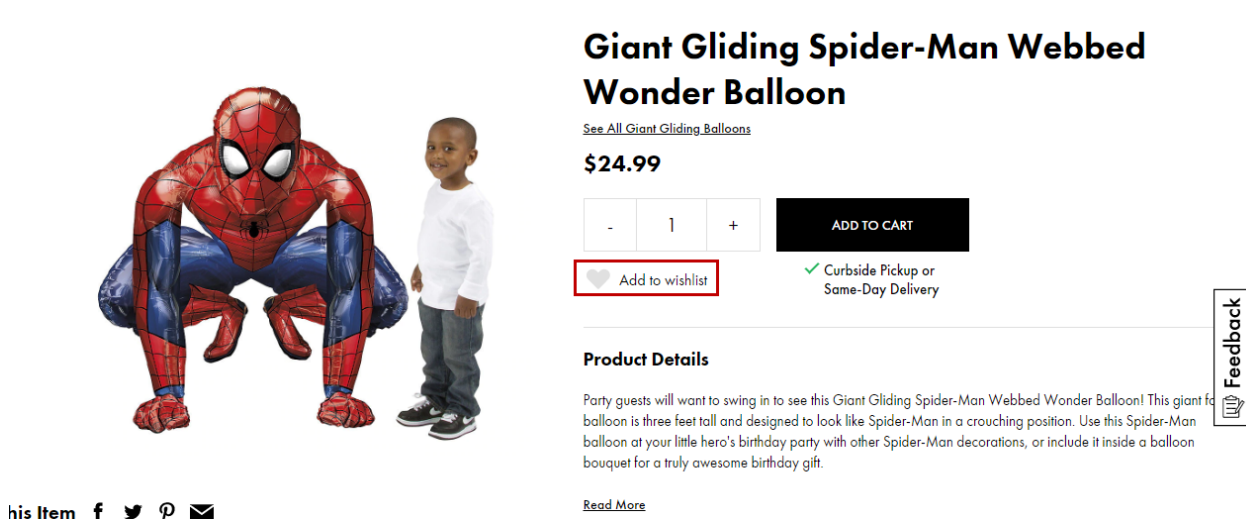 Giant Gliding Spider-Man Webbed
Wonder Balloon
See All Giant Gliding Balloons
$24.99
- 1 + ADD TO CART
Add to wishlist
Curbside Pickup or
Same-Day Delivery
Feedback
Product Details
Party guests will want to swing in to see this Giant Gliding Spider-Man Webbed Wonder Balloon! This giant
balloon is three feet tall and designed to look like Spider-Man in a crouching position. Use this Spider-Man
balloon at your little hero's birthday party with other Spider-Man decorations, or include it inside a balloon
bouquet for a truly awesome birthday gift.
Read More
his Item